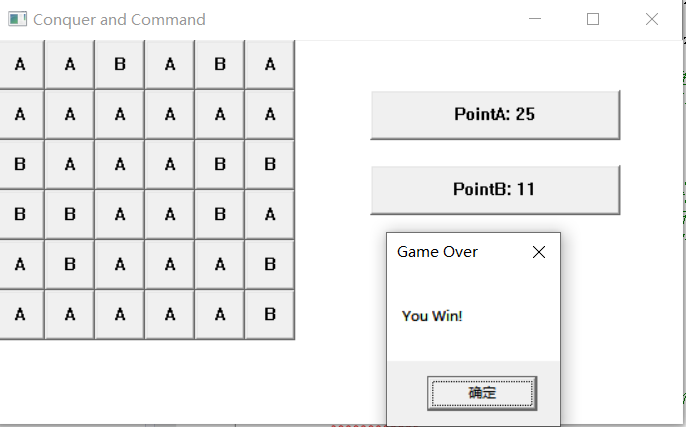 Conquer and Command
A A B A B A
A A A A A A
B A A A B B
B B A A B A
A B A A A B
A A A A A B
PointA: 25
PointB: 11
Game Over
You Win!
确定